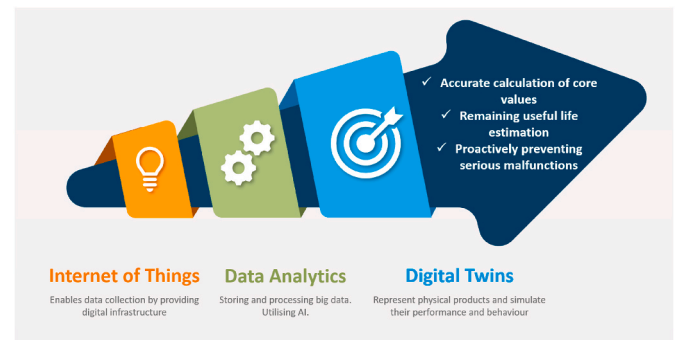 ✓ Accurate calculation of core
values
✓ Remaining useful life
estimation
✓ Proactively preventing
serious malfunctions
Internet of Things
Enables data collection by providing
digital infrastructure
Data Analytics
Storing and processing big data.
Utilising AI.
Digital Twins
Represent physical products and simulate
their performance and behaviour